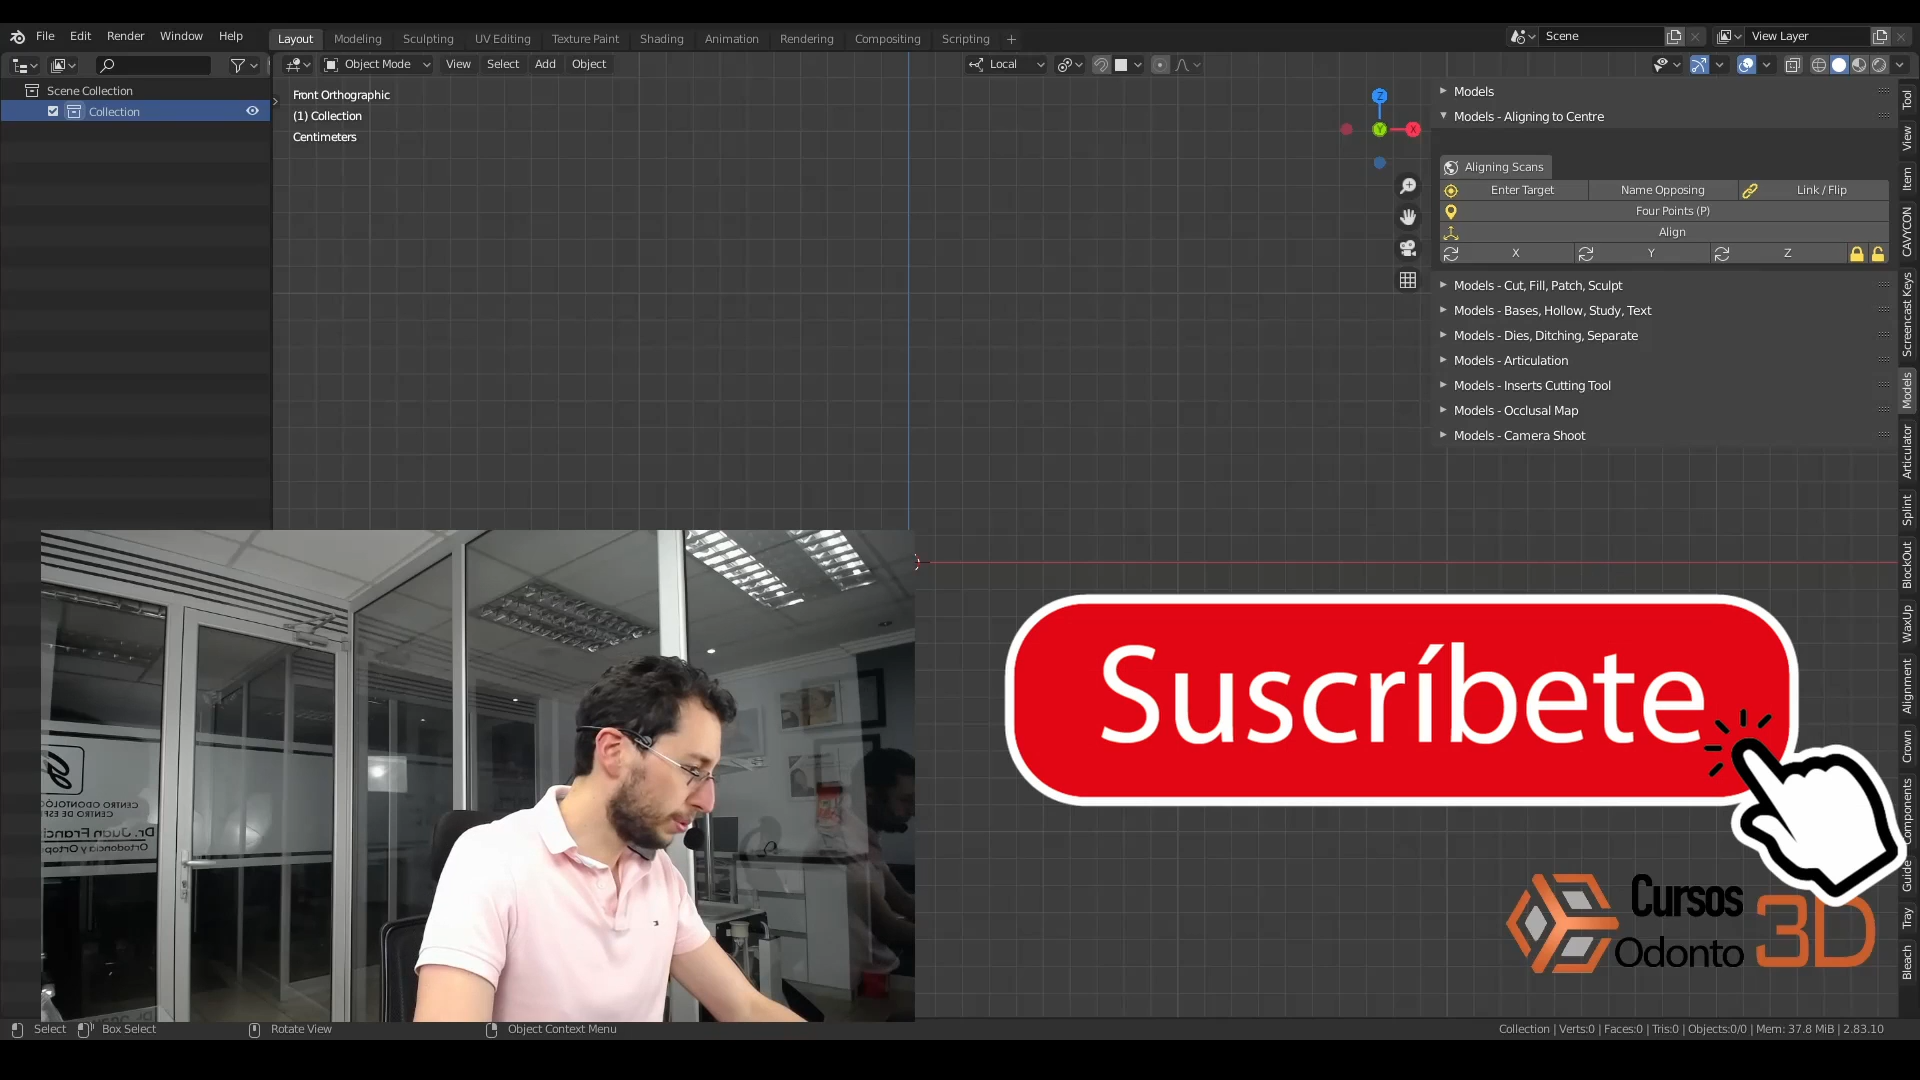 File Edit Render Window Help
Layout Modeling Sculpting UV Editing Texture Paint Shading Animation Rendering Compositing Scripting +
Scene
View Layer
Object Mode View Select Add Object
Local
Scene Collection
Collection
Front Orthographic
(1) Collection
Centimeters
Z
Y
X
Models
Models - Aligning to Centre
Aligning Scans
Enter Target Name Opposing Link / Flip
Four Points (P)
Align
X Y Z
Models - Cut, Fill, Patch, Sculpt
Models - Bases, Hollow, Study, Text
Models - Dies, Ditching, Separate
Models - Articulation
Models - Inserts Cutting Tool
Models - Occlusal Map
Models - Camera Shoot
Tool
View
Item
CAVYCON
Screencast Keys
Models
Articulator
Splint
BlockOut
WaxUp
Alignment
Crown
Components
Guide
Tray
Bleach
Suscríbete
Cursos
Odonto 3D
Select Box Select Rotate View Object Context Menu
Collection | Verts:0 | Faces:0 | Tris:0 | Objects:0/0 | Mem: 37.8 MiB | 2.83.10